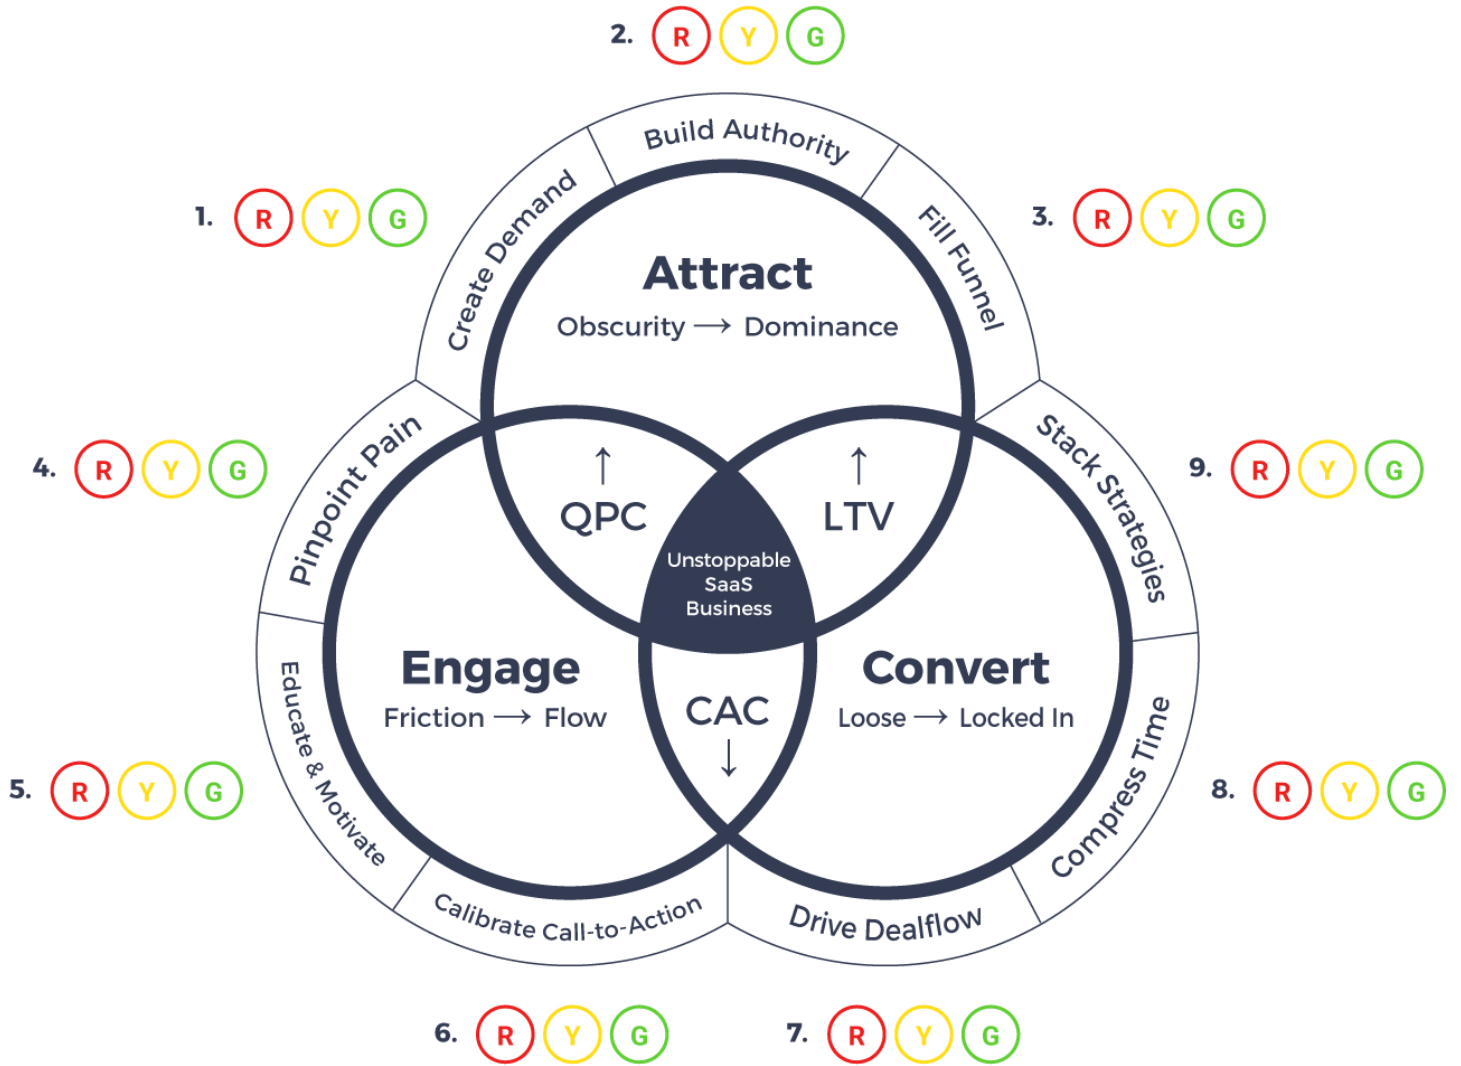 2. R Y G
Build Authority
1. R Y G
Create Demand
3. R Y G
Fill Funnel
Attract
Obscurity → Dominance
4. R Y G
Pinpoint Pain
9. R Y G
Stack Strategies
↑
QPC
↑
LTV
Unstoppable
SaaS
Business
Engage
Friction → Flow
Convert
Loose → Locked In
CAC
↓
5. R Y G
Educate & Motivate
8. R Y G
Compress Time
Calibrate Call-to-Action
Drive Dealflow
6. R Y G
7. R Y G